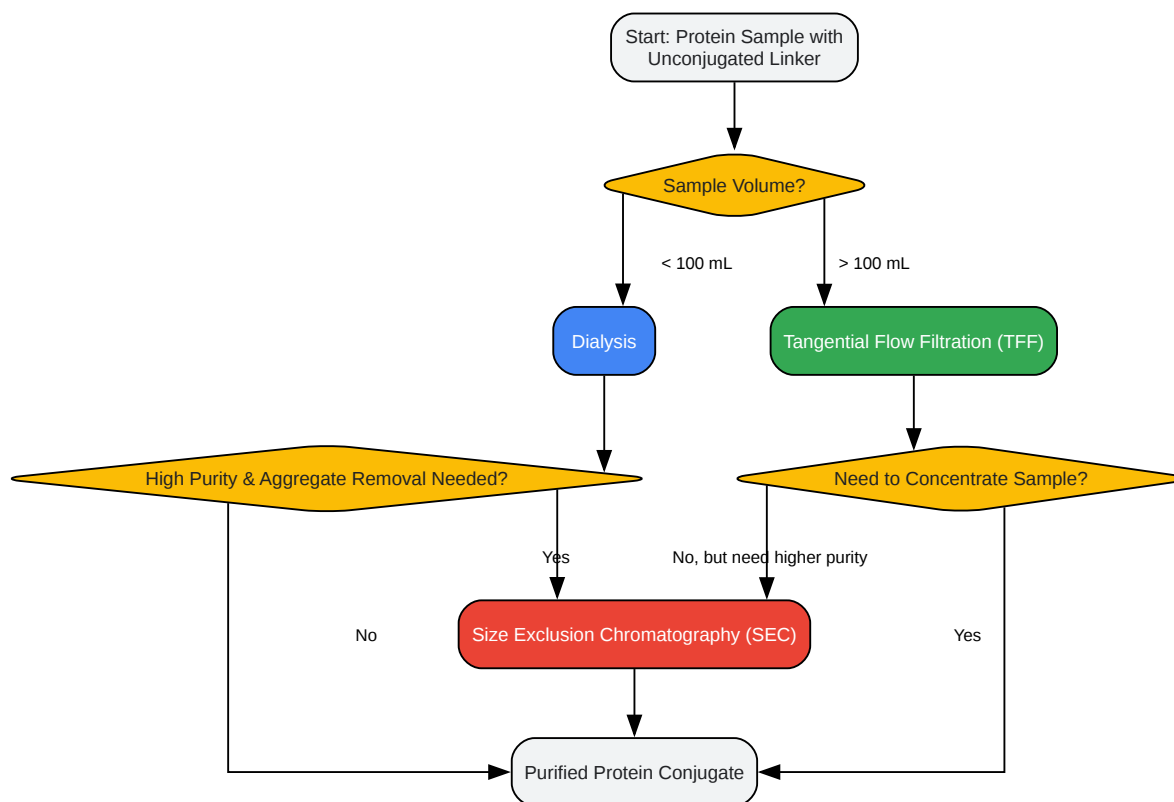 Start: Protein Sample with
Unconjugated Linker
Sample Volume?
< 100 mL
> 100 mL
Dialysis
Tangential Flow Filtration (TFF)
High Purity & Aggregate Removal Needed?
Need to Concentrate Sample?
Yes
No, but need higher purity
No
Size Exclusion Chromatography (SEC)
Yes
Purified Protein Conjugate